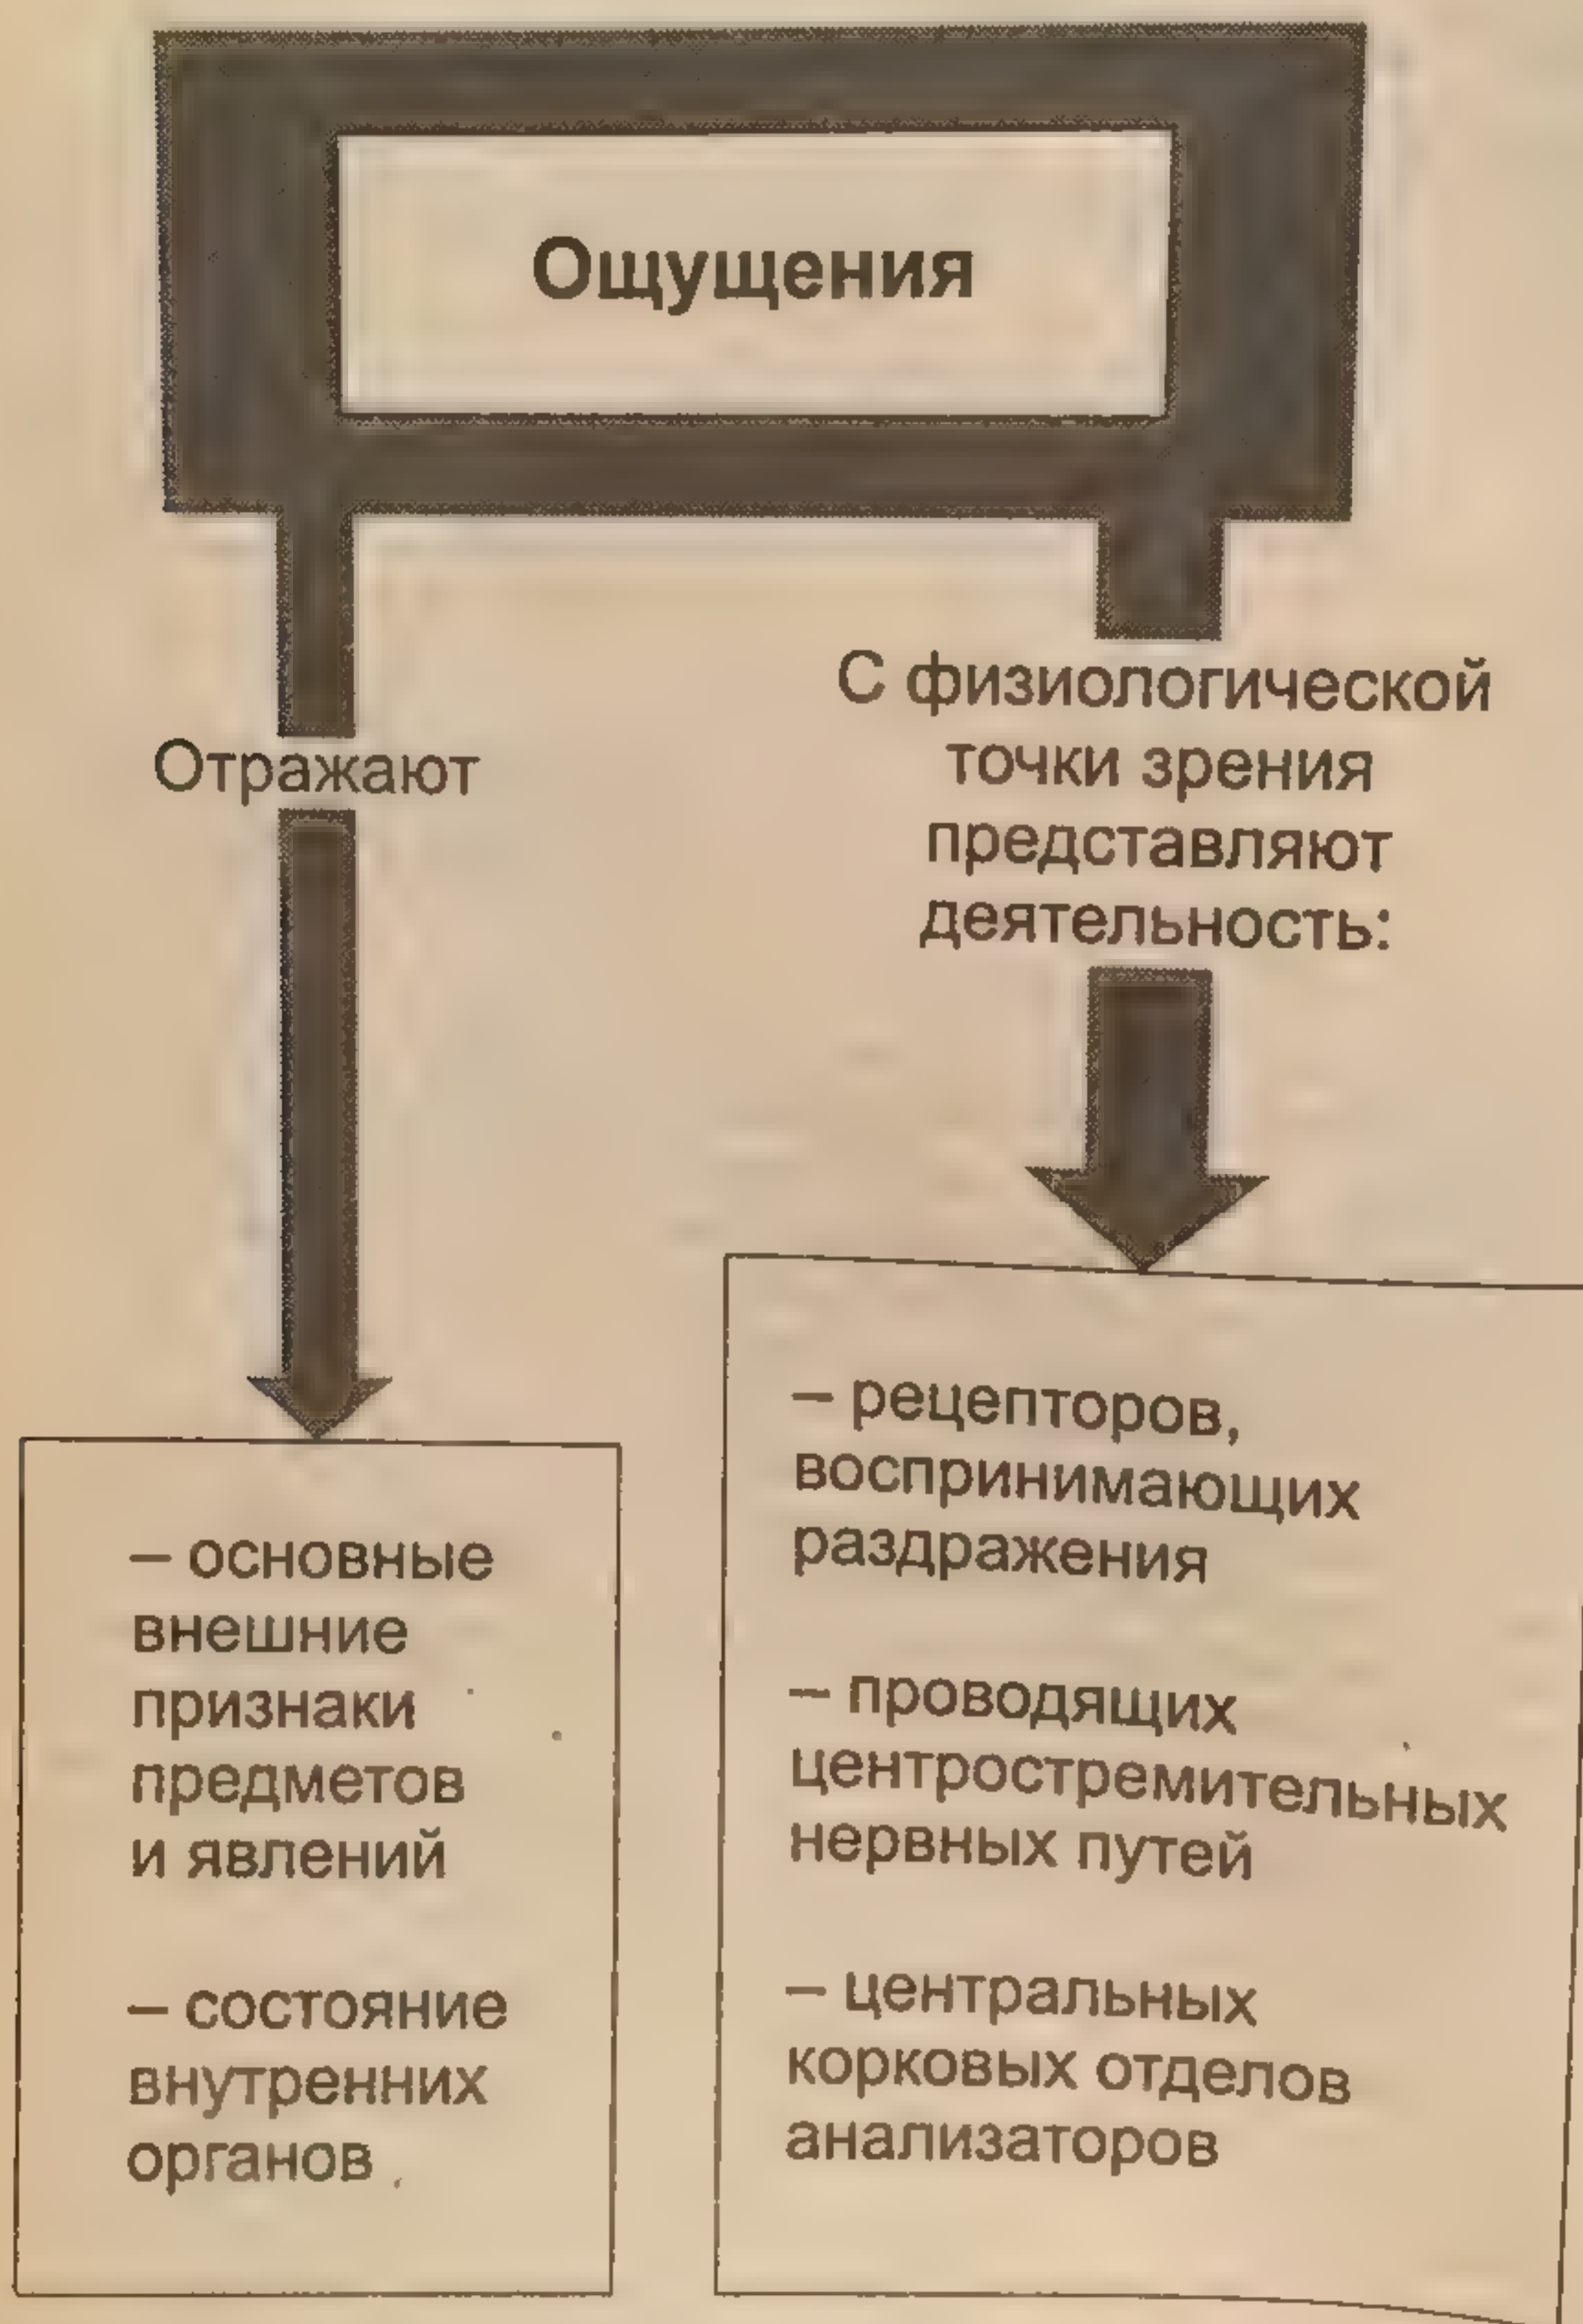 Ощущения
Отражают
– основные
внешние
признаки
предметов
и явлений
– состояние
внутренних
органов
С физиологической
точки зрения
представляют
деятельность:
– рецепторов,
воспринимающих
раздражения
– проводящих
центростремительных
нервных путей
– центральных
корковых отделов
анализаторов